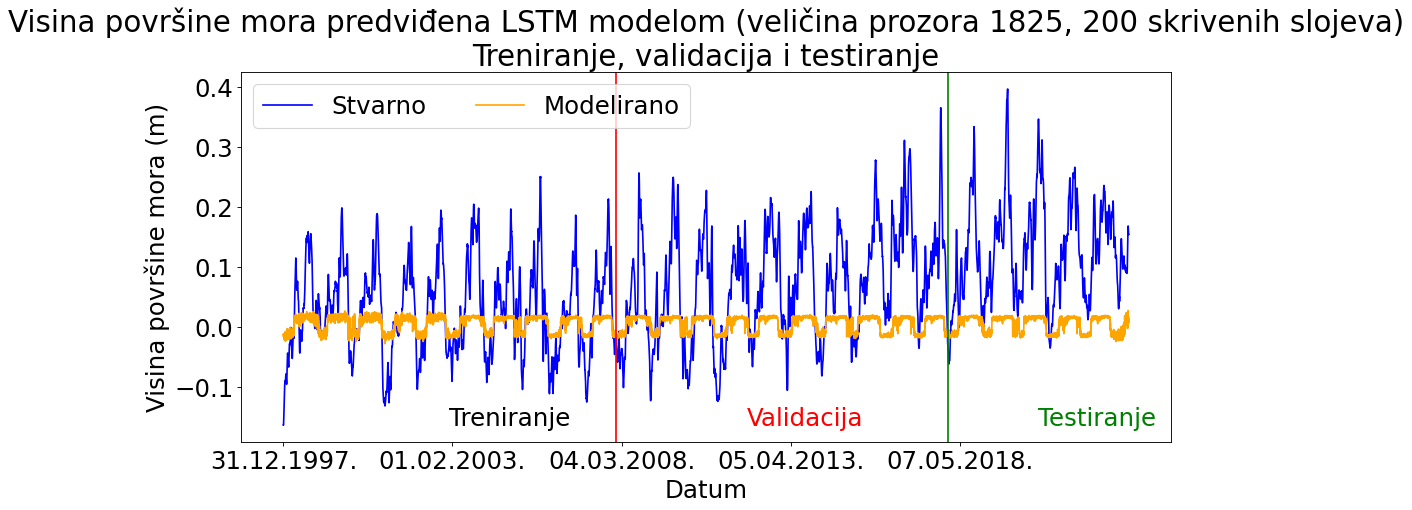 Visina površine mora predviđena LSTM modelom (veličina prozora 1825, 200 skrivenih slojeva)
Treniranje, validacija i testiranje
Stvarno
Modelirano
Visina površine mora (m)
0.4
0.3
0.2
0.1
0.0
−0.1
Treniranje
Validacija
Testiranje
31.12.1997.
01.02.2003.
04.03.2008.
05.04.2013.
07.05.2018.
Datum